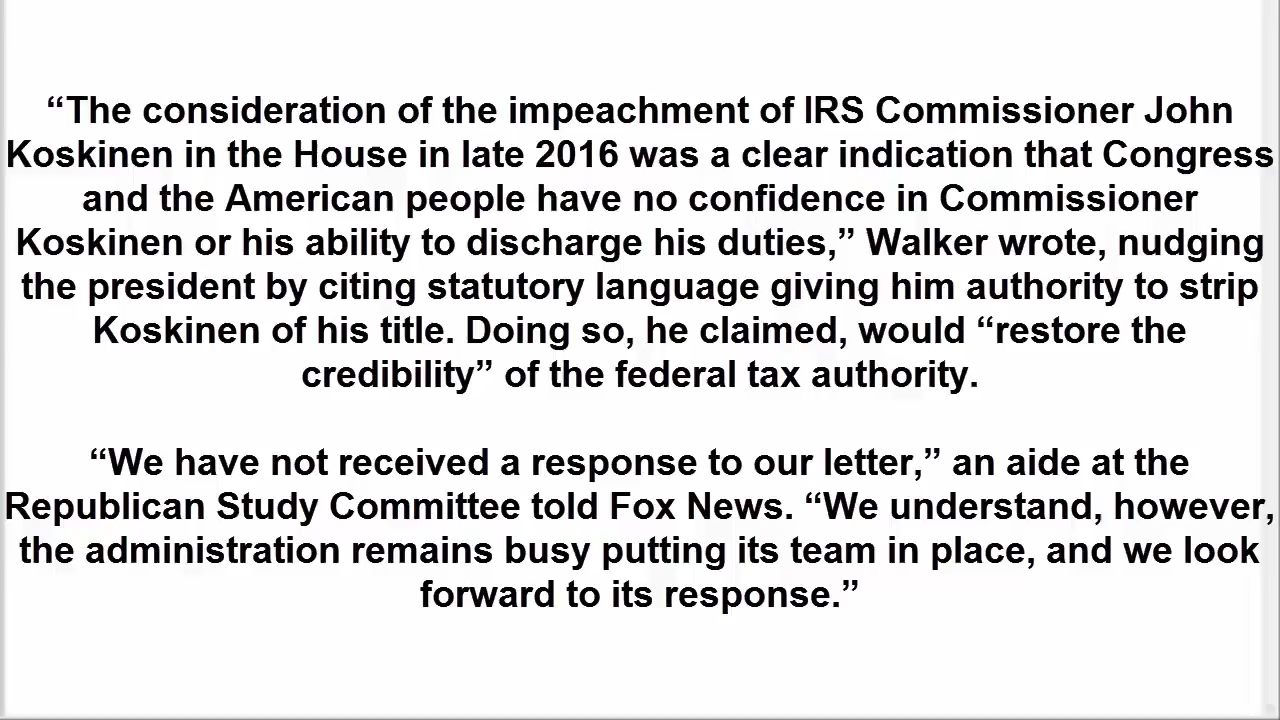 “The consideration of the impeachment of IRS Commissioner John
Koskinen in the House in late 2016 was a clear indication that Congress
and the American people have no confidence in Commissioner
Koskinen or his ability to discharge his duties,” Walker wrote, nudging
the president by citing statutory language giving him authority to strip
Koskinen of his title. Doing so, he claimed, would “restore the
credibility” of the federal tax authority.
“We have not received a response to our letter,” an aide at the
Republican Study Committee told Fox News. “We understand, however,
the administration remains busy putting its team in place, and we look
forward to its response.”